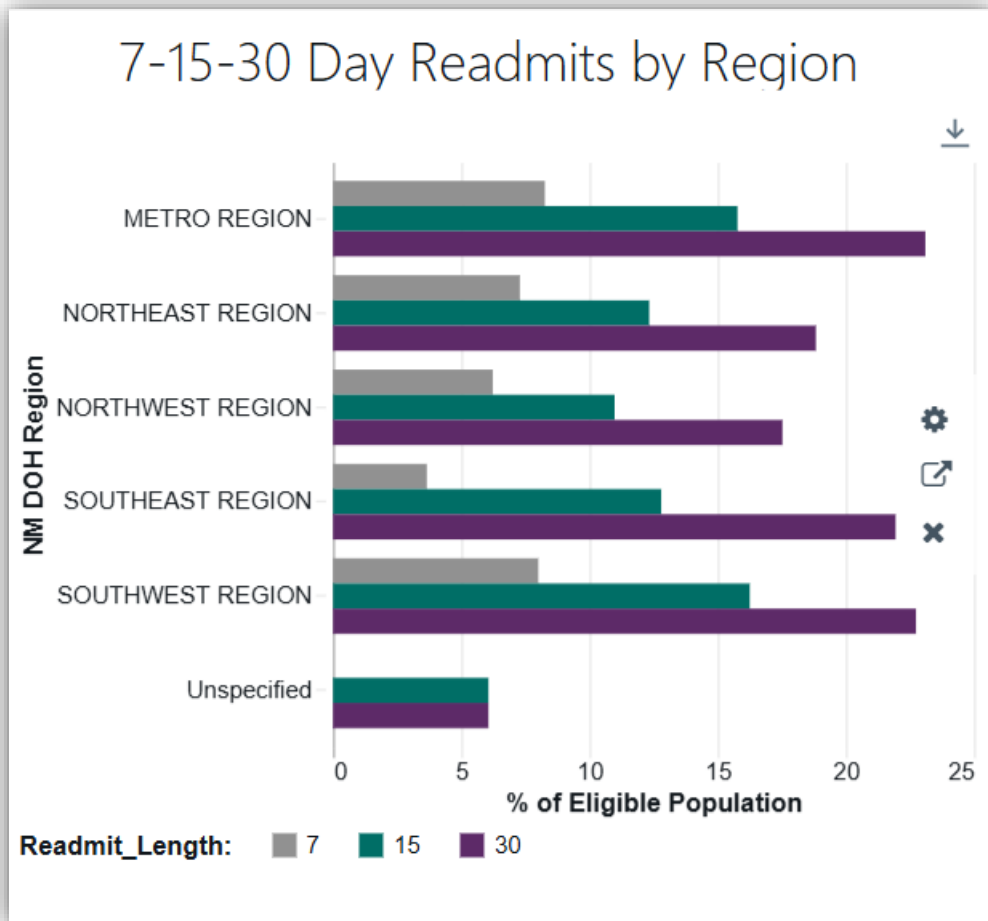 7-15-30 Day Readmits by Region
NM DOH Region
METRO REGION
NORTHEAST REGION
NORTHWEST REGION
SOUTHEAST REGION
SOUTHWEST REGION
Unspecified
0 5 10 15 20 25
% of Eligible Population
Readmit_Length: 7 15 30